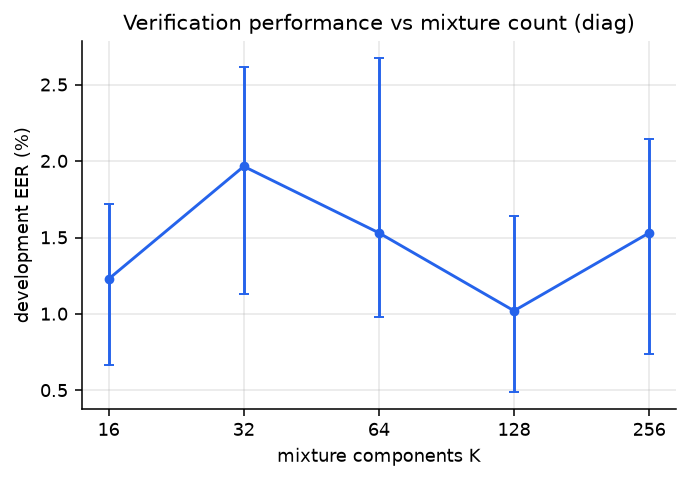 Verification performance vs mixture count (diag)
development EER (%)
2.5
2.0
1.5
1.0
0.5
16 32 64 128 256
mixture components K